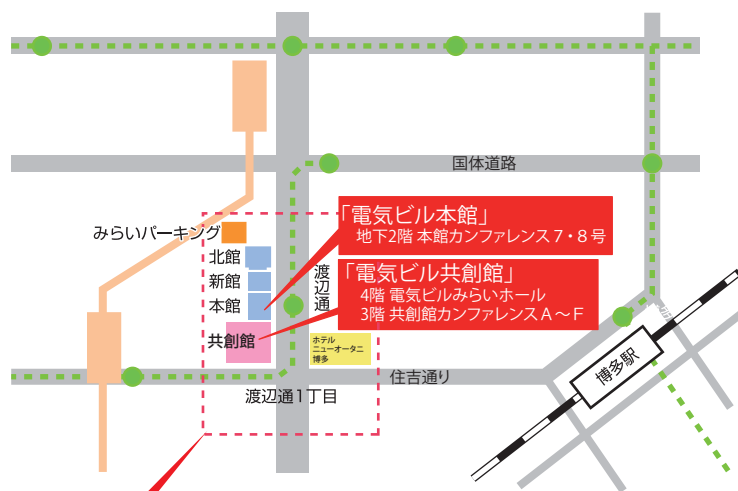 国体道路
「電気ビル本館」
地下2階 本館カンファレンス7・8号
みらいパーキング
北館
新館
本館
共創館
渡辺通
「電気ビル共創館」
4階 電気ビルみらいホール
3階 共創館カンファレンスA〜F
ホテル
ニューオータニ
博多
住吉通り
渡辺通1丁目
博多駅